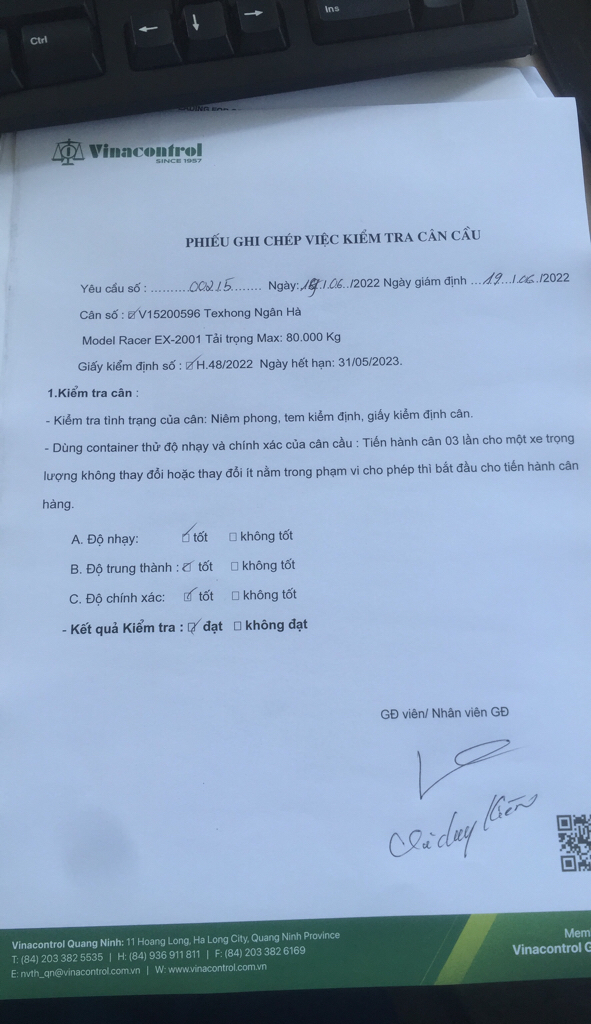 Ctrl
Ins
Vinacontrol
SINCE 1957
PHIẾU GHI CHÉP VIỆC KIỂM TRA CÂN CẦU
Yêu cầu số : ..........00215........ Ngày:19./.06../2022 Ngày giám định ...19.../.06../2022
Cân số : ☑V15200596 Texhong Ngân Hà
Model Racer EX-2001 Tải trọng Max: 80.000 Kg
Giấy kiểm định số : ☑H.48/2022 Ngày hết hạn: 31/05/2023.
1.Kiểm tra cân :
- Kiểm tra tình trạng của cân: Niêm phong, tem kiểm định, giấy kiểm định cân.
- Dùng container thử độ nhạy và chính xác của cân cầu : Tiến hành cân 03 lần cho một xe trọng
lượng không thay đổi hoặc thay đổi ít nằm trong phạm vi cho phép thì bắt đầu cho tiến hành cân
hàng.
A. Độ nhạy: ☑ tốt ☐ không tốt
B. Độ trung thành : ☑ tốt ☐ không tốt
C. Độ chính xác: ☑ tốt ☐ không tốt
- Kết quả Kiểm tra : ☑ đạt ☐ không đạt
GĐ viên/ Nhân viên GĐ
duy Kiên
Vinacontrol Quang Ninh: 11 Hoang Long, Ha Long City, Quang Ninh Province
T: (84) 203 382 5535 | H: (84) 936 911 811 | F: (84) 203 382 6169
E: nvth_qn@vinacontrol.com.vn | W: www.vinacontrol.com.vn
Mem
Vinacontrol G